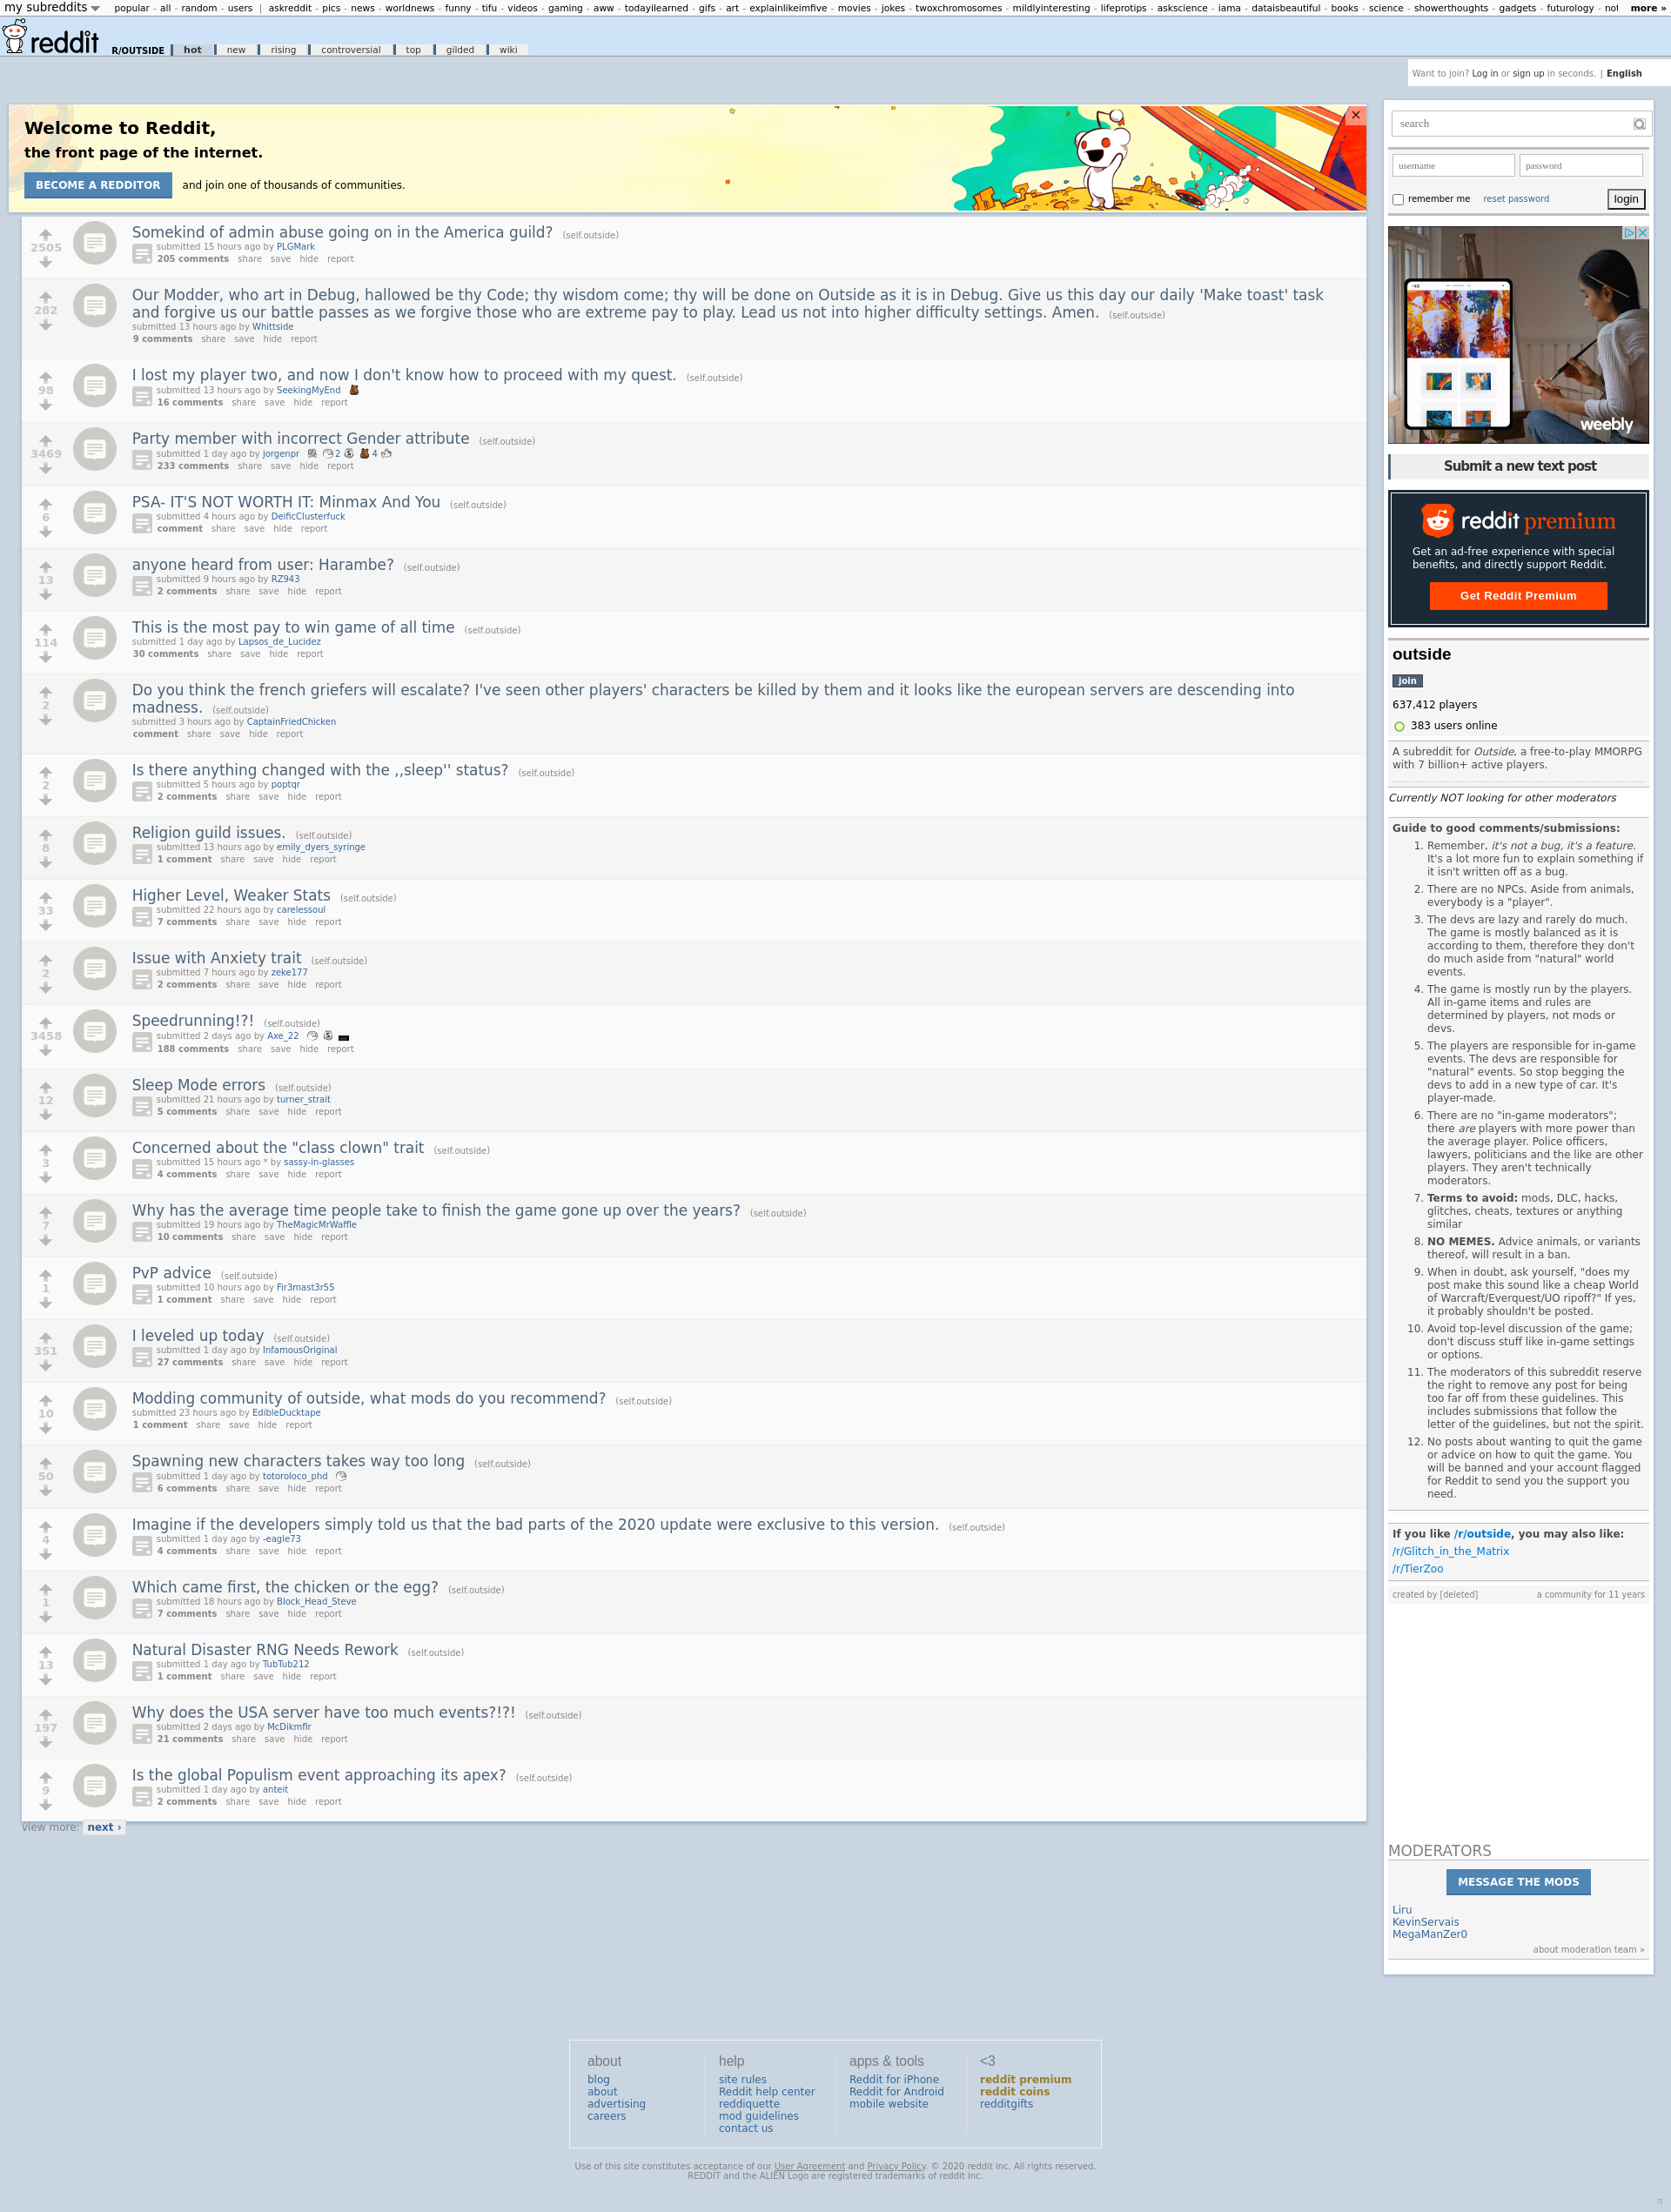 my subreddits
popular - all - random - users | askreddit - pics - news - worldnews - funny - tifu - videos - gaming - aww - todayilearned - gifs - art - explainlikeimfive - movies - jokes - twoxchromosomes - mildlyinteresting - lifeprotips - askscience - iama - dataisbeautiful - books - science - showerthoughts - gadgets - futurology - more »
reddit R/OUTSIDE hot new rising controversial top gilded wiki
Want to join? Log in or sign up in seconds. | English
Welcome to Reddit,
the front page of the internet.
BECOME A REDDITOR and join one of thousands of communities.
×
2505
Somekind of admin abuse going on in the America guild? (self.outside)
submitted 15 hours ago by PLGMark
205 comments share save hide report
282
Our Modder, who art in Debug, hallowed be thy Code; thy wisdom come; thy will be done on Outside as it is in Debug. Give us this day our daily 'Make toast' task
and forgive us our battle passes as we forgive those who are extreme pay to play. Lead us not into higher difficulty settings. Amen. (self.outside)
submitted 13 hours ago by Whittside
9 comments share save hide report
98
I lost my player two, and now I don't know how to proceed with my quest. (self.outside)
submitted 13 hours ago by SeekingMyEnd
16 comments share save hide report
3469
Party member with incorrect Gender attribute (self.outside)
submitted 1 day ago by jorgenpr 2 4
233 comments share save hide report
6
PSA- IT'S NOT WORTH IT: Minmax And You (self.outside)
submitted 4 hours ago by DeificClusterfuck
comment share save hide report
13
anyone heard from user: Harambe? (self.outside)
submitted 9 hours ago by RZ943
2 comments share save hide report
114
This is the most pay to win game of all time (self.outside)
submitted 1 day ago by Lapsos_de_Lucidez
30 comments share save hide report
2
Do you think the french griefers will escalate? I've seen other players' characters be killed by them and it looks like the european servers are descending into
madness. (self.outside)
submitted 3 hours ago by CaptainFriedChicken
comment share save hide report
2
Is there anything changed with the ,,sleep'' status? (self.outside)
submitted 5 hours ago by poptqr
2 comments share save hide report
8
Religion guild issues. (self.outside)
submitted 13 hours ago by emily_dyers_syringe
1 comment share save hide report
33
Higher Level, Weaker Stats (self.outside)
submitted 22 hours ago by carelessoul
7 comments share save hide report
2
Issue with Anxiety trait (self.outside)
submitted 7 hours ago by zeke177
2 comments share save hide report
3458
Speedrunning!?! (self.outside)
submitted 2 days ago by Axe_22
188 comments share save hide report
12
Sleep Mode errors (self.outside)
submitted 21 hours ago by turner_strait
5 comments share save hide report
3
Concerned about the "class clown" trait (self.outside)
submitted 15 hours ago * by sassy-in-glasses
4 comments share save hide report
7
Why has the average time people take to finish the game gone up over the years? (self.outside)
submitted 19 hours ago by TheMagicMrWaffle
10 comments share save hide report
1
PvP advice (self.outside)
submitted 10 hours ago by Fir3mast3r55
1 comment share save hide report
351
I leveled up today (self.outside)
submitted 1 day ago by InfamousOriginal
27 comments share save hide report
10
Modding community of outside, what mods do you recommend? (self.outside)
submitted 23 hours ago by EdibleDucktape
1 comment share save hide report
50
Spawning new characters takes way too long (self.outside)
submitted 1 day ago by totoroloco_phd
6 comments share save hide report
4
Imagine if the developers simply told us that the bad parts of the 2020 update were exclusive to this version. (self.outside)
submitted 1 day ago by -eagle73
4 comments share save hide report
1
Which came first, the chicken or the egg? (self.outside)
submitted 18 hours ago by Block_Head_Steve
7 comments share save hide report
13
Natural Disaster RNG Needs Rework (self.outside)
submitted 1 day ago by TubTub212
1 comment share save hide report
197
Why does the USA server have too much events?!?! (self.outside)
submitted 2 days ago by McDikmflr
21 comments share save hide report
9
Is the global Populism event approaching its apex? (self.outside)
submitted 1 day ago by anteit
2 comments share save hide report
view more: next ›
search
username password
remember me reset password login
weebly
Submit a new text post
reddit premium
Get an ad-free experience with special
benefits, and directly support Reddit.
Get Reddit Premium
outside
join
637,412 players
383 users online
A subreddit for Outside, a free-to-play MMORPG
with 7 billion+ active players.
Currently NOT looking for other moderators
Guide to good comments/submissions:
1. Remember, it's not a bug, it's a feature.
It's a lot more fun to explain something if
it isn't written off as a bug.
2. There are no NPCs. Aside from animals,
everybody is a "player".
3. The devs are lazy and rarely do much.
The game is mostly balanced as it is
according to them, therefore they don't
do much aside from "natural" world
events.
4. The game is mostly run by the players.
All in-game items and rules are
determined by players, not mods or
devs.
5. The players are responsible for in-game
events. The devs are responsible for
"natural" events. So stop begging the
devs to add in a new type of car. It's
player-made.
6. There are no "in-game moderators";
there are players with more power than
the average player. Police officers,
lawyers, politicians and the like are other
players. They aren't technically
moderators.
7. Terms to avoid: mods, DLC, hacks,
glitches, cheats, textures or anything
similar
8. NO MEMES. Advice animals, or variants
thereof, will result in a ban.
9. When in doubt, ask yourself, "does my
post make this sound like a cheap World
of Warcraft/Everquest/UO ripoff?" If yes,
it probably shouldn't be posted.
10. Avoid top-level discussion of the game;
don't discuss stuff like in-game settings
or options.
11. The moderators of this subreddit reserve
the right to remove any post for being
too far off from these guidelines. This
includes submissions that follow the
letter of the guidelines, but not the spirit.
12. No posts about wanting to quit the game
or advice on how to quit the game. You
will be banned and your account flagged
for Reddit to send you the support you
need.
If you like /r/outside, you may also like:
/r/Glitch_in_the_Matrix
/r/TierZoo
created by [deleted] a community for 11 years
MODERATORS
MESSAGE THE MODS
Liru
KevinServais
MegaManZer0
about moderation team »
about
blog
about
advertising
careers
help
site rules
Reddit help center
reddiquette
mod guidelines
contact us
apps & tools
Reddit for iPhone
Reddit for Android
mobile website
<3
reddit premium
reddit coins
redditgifts
Use of this site constitutes acceptance of our User Agreement and Privacy Policy. © 2020 reddit inc. All rights reserved.
REDDIT and the ALIEN Logo are registered trademarks of reddit inc.
π